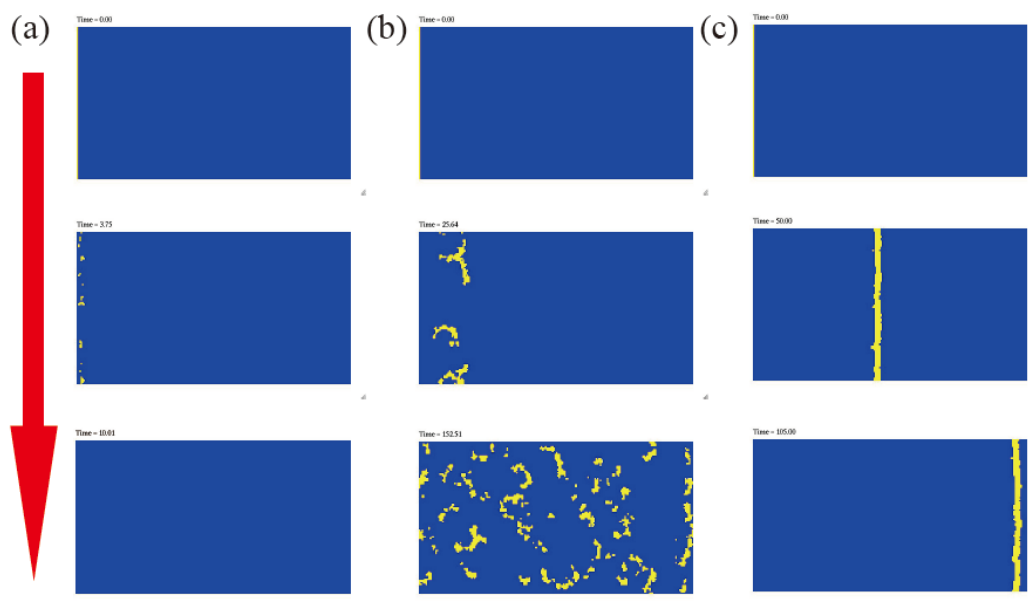 (a)
Time = 0.00
(b)
Time = 0.00
(c)
Time = 0.00
Time = 3.75
Time = 25.64
Time = 50.00
Time = 10.01
Time = 152.51
Time = 105.00